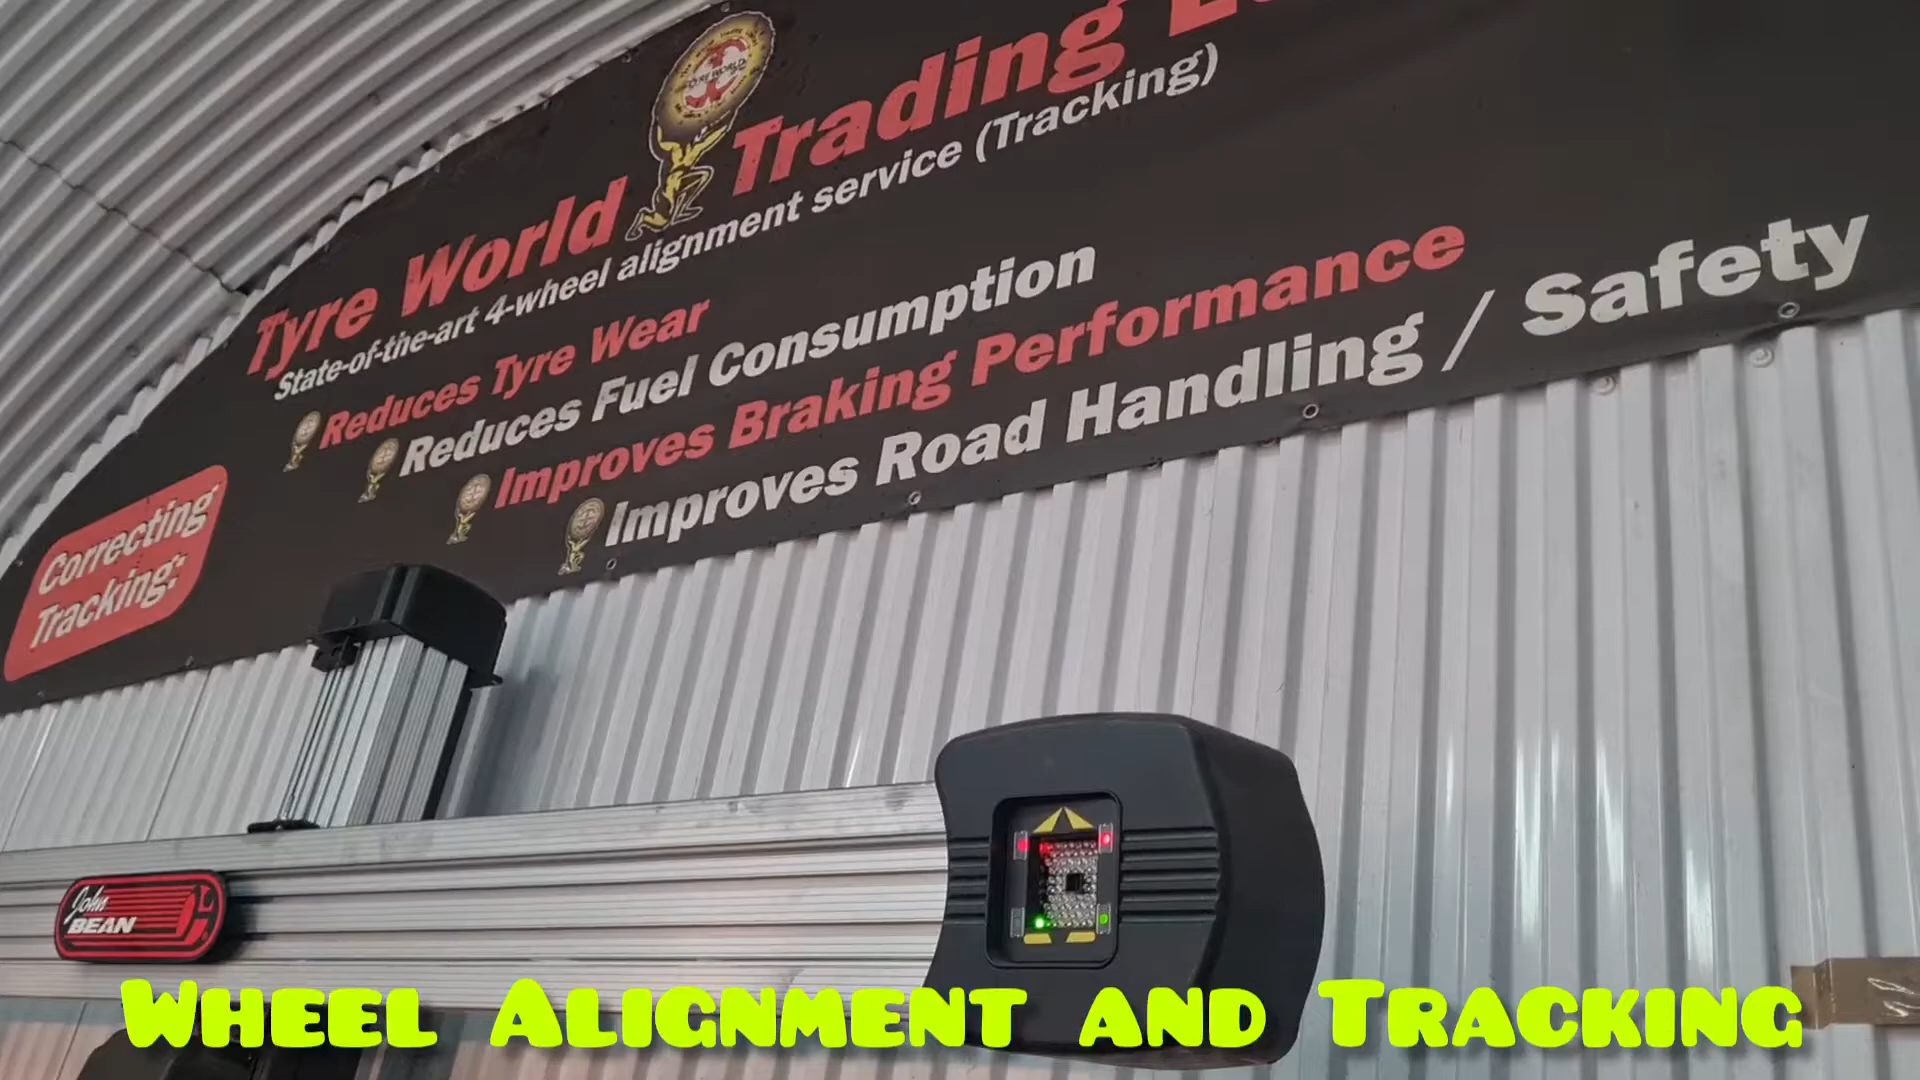 Tyre World Trading
State-of-the-art 4-wheel alignment service (Tracking)
Reduces Tyre Wear
Reduces Fuel Consumption
Improves Braking Performance
Improves Road Handling / Safety
Correcting
Tracking:
John
BEAN
WHEEL ALIGNMENT AND TRACKING